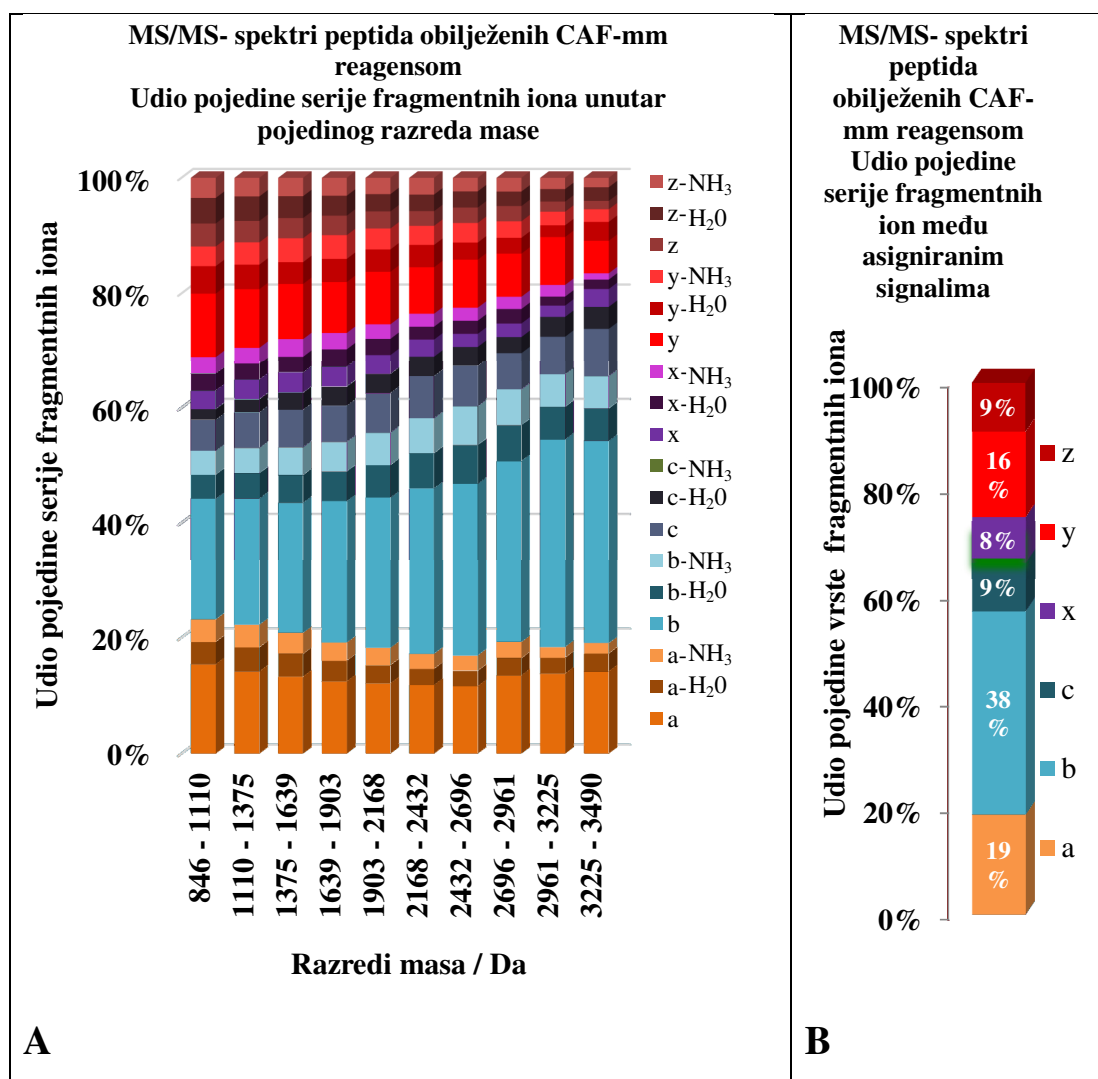 MS/MS- spektri peptida obilježenih CAF-mm
reagensom
Udio pojedine serije fragmentnih iona unutar
pojedinog razreda mase
Udio pojedine serije fragmentnih iona
100%
80%
60%
40%
20%
0%
846 - 1110
1110 - 1375
1375 - 1639
1639 - 1903
1903 - 2168
2168 - 2432
2432 - 2696
2696 - 2961
2961 - 3225
3225 - 3490
Razredi masa / Da
z-NH₃
z-H₂0
z
y-NH₃
y-H₂0
y
x-NH₃
x-H₂0
x
c-NH₃
c-H₂0
c
b-NH₃
b-H₂0
b
a-NH₃
a-H₂0
a
A
MS/MS- spektri
peptida
obilježenih CAF-
mm reagensom
Udio pojedine
serije fragmentnih
ion među
asigniranim
signalima
Udio pojedine vrste fragmentnih iona
100%
80%
60%
40%
20%
0%
9%
16
%
8%
9%
38
%
19
%
z
y
x
c
b
a
B